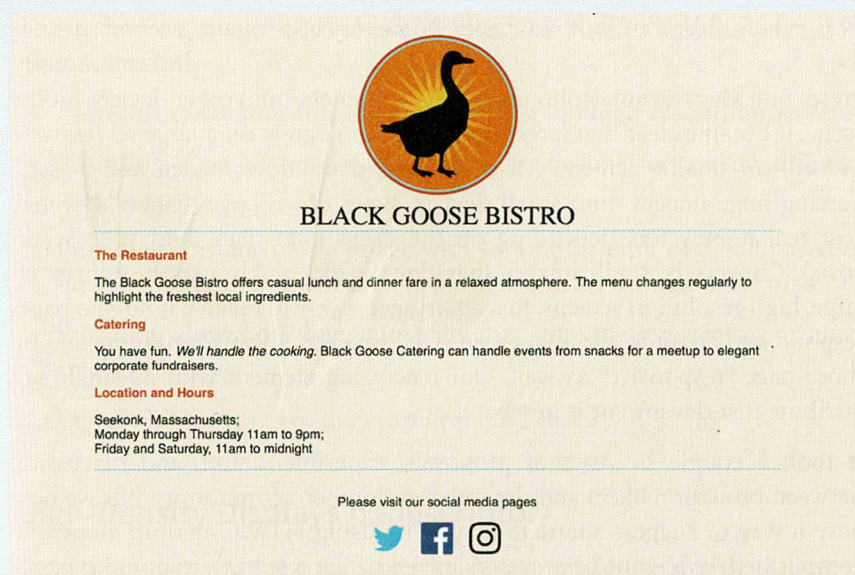 BLACK GOOSE BISTRO
The Restaurant
The Black Goose Bistro offers casual lunch and dinner fare in a relaxed atmosphere. The menu changes regularly to
highlight the freshest local ingredients.
Catering
You have fun. We'll handle the cooking. Black Goose Catering can handle events from snacks for a meetup to elegant
corporate fundraisers.
Location and Hours
Seekonk, Massachusetts;
Monday through Thursday 11am to 9pm;
Friday and Saturday, 11am to midnight
Please visit our social media pages